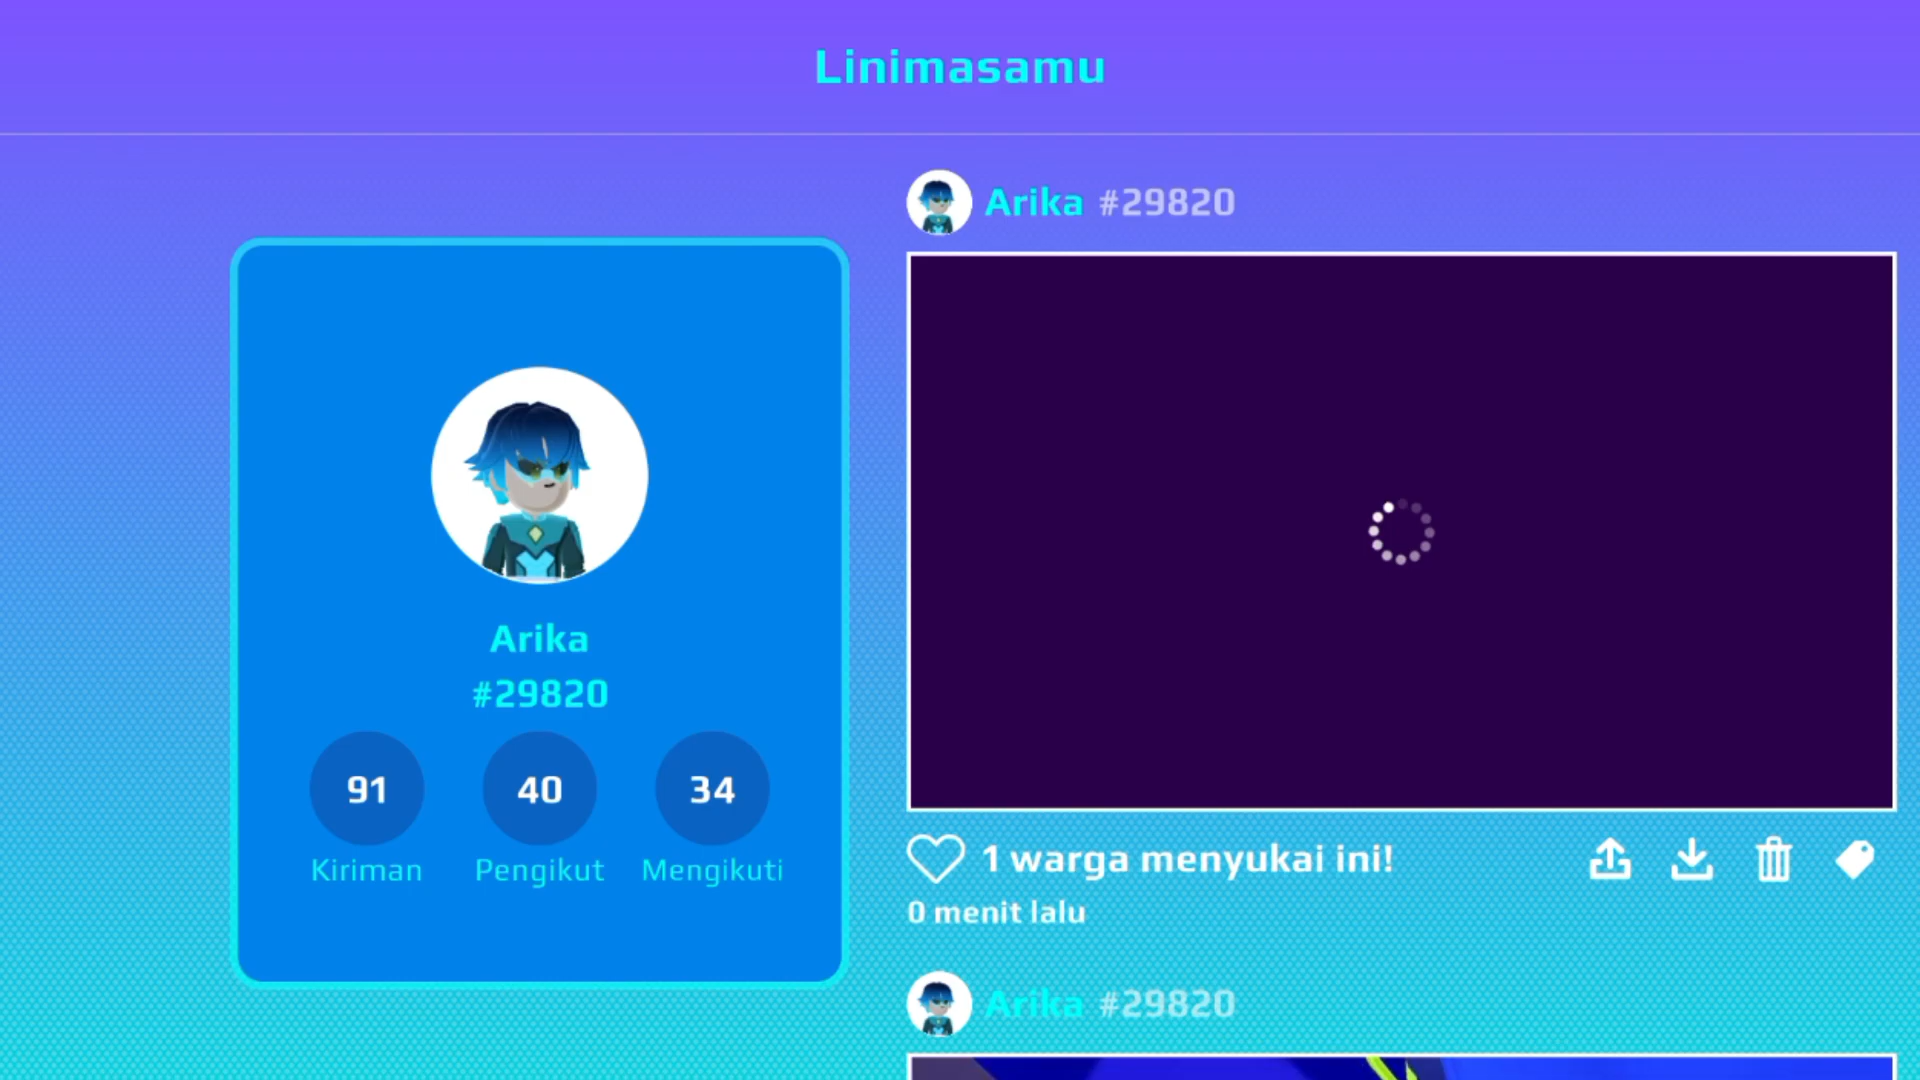 Linimasamu
Arika
#29820
91
40
34
Kiriman
Pengikut
Mengikuti
Arika #29820
1 warga menyukai ini!
0 menit lalu
Arika #29820